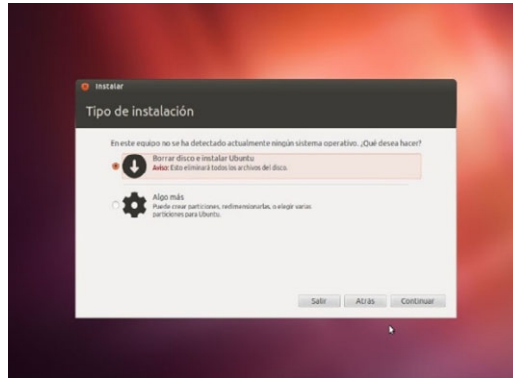 Instalar
Tipo de instalación
En este equipo no se ha detectado actualmente ningún sistema operativo. ¿Qué desea hacer?
Borrar disco e instalar Ubuntu
Aviso: Esto eliminará todos los archivos del disco.
Algo más
Puede crear particiones, redimensionarlas, o elegir varias
particiones para Ubuntu.
Salir Atrás Continuar